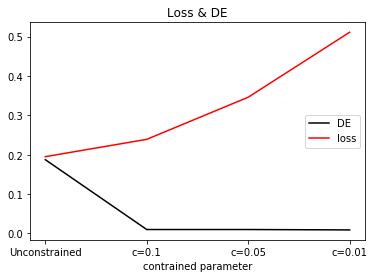 Loss & DE
0.5
0.4
0.3
0.2
0.1
0.0
DE
loss
Unconstrained c=0.1 c=0.05 c=0.01
contrained parameter